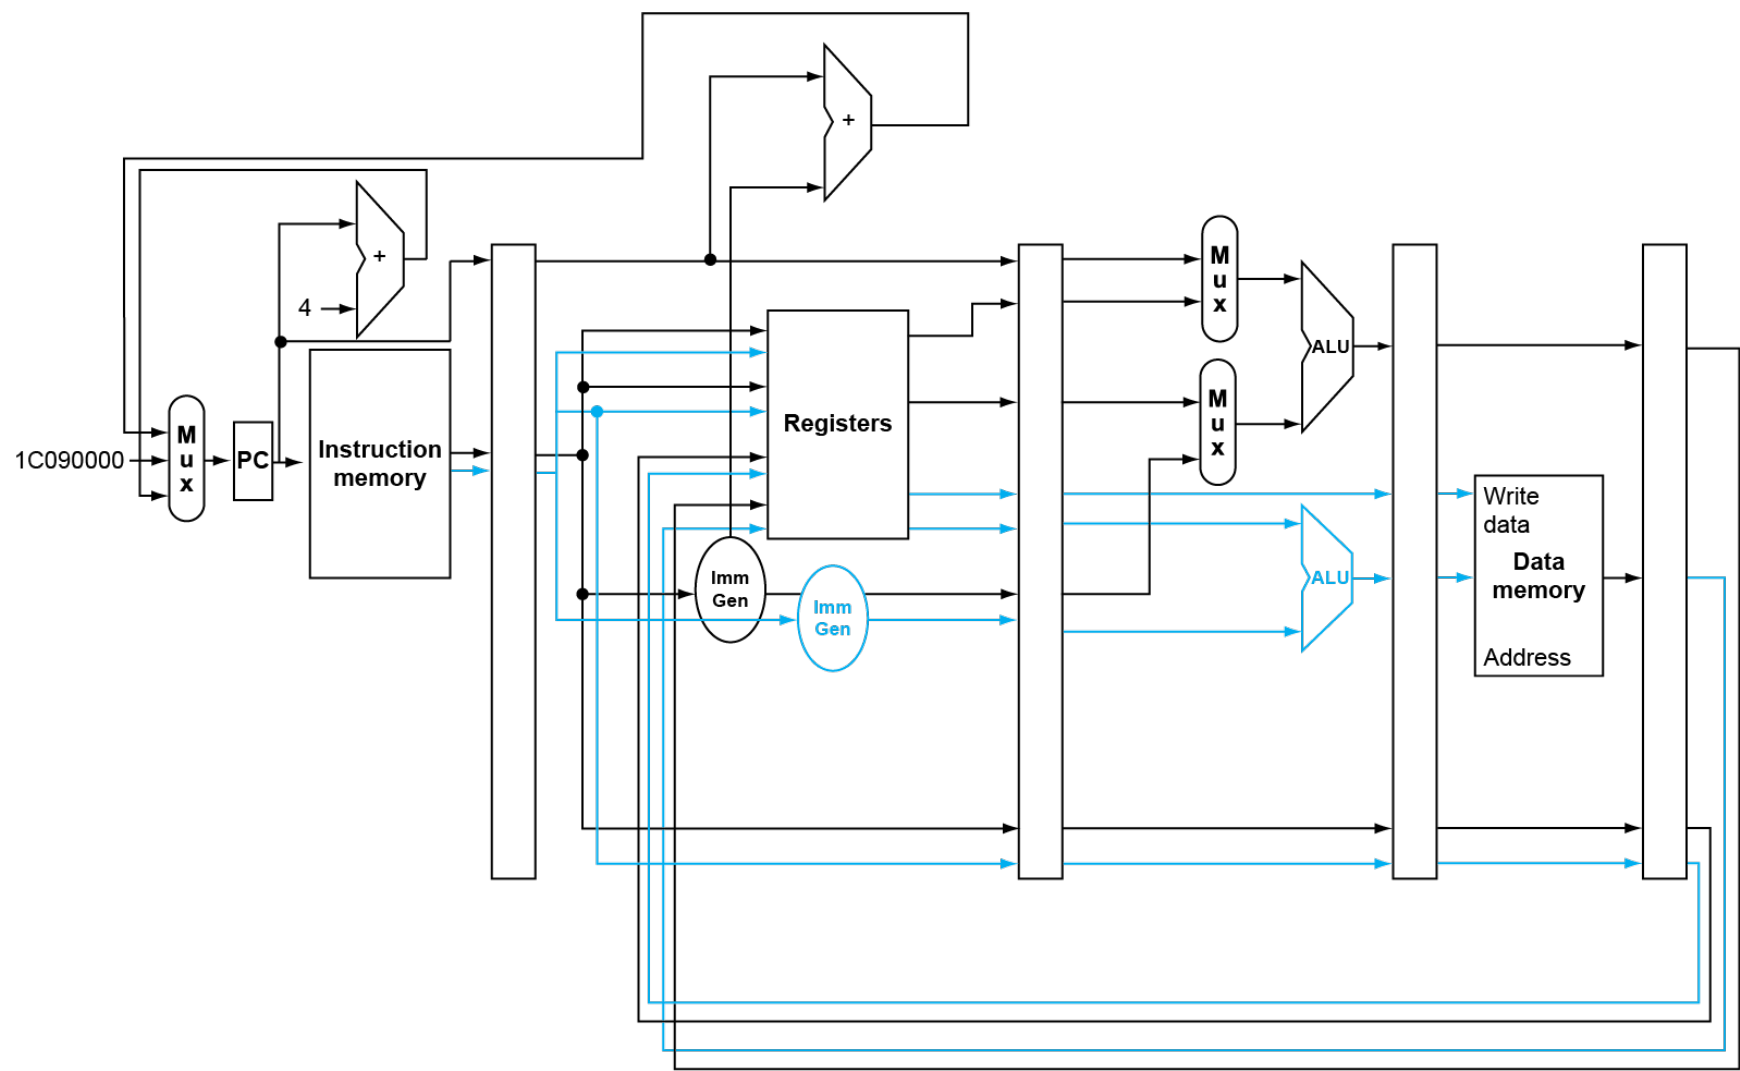 +
+
4
M
u
x
M
u
x
ALU
M
u
x
1C090000
PC
Instruction
memory
Registers
Write
data
Data
memory
Address
ALU
Imm
Gen
Imm
Gen